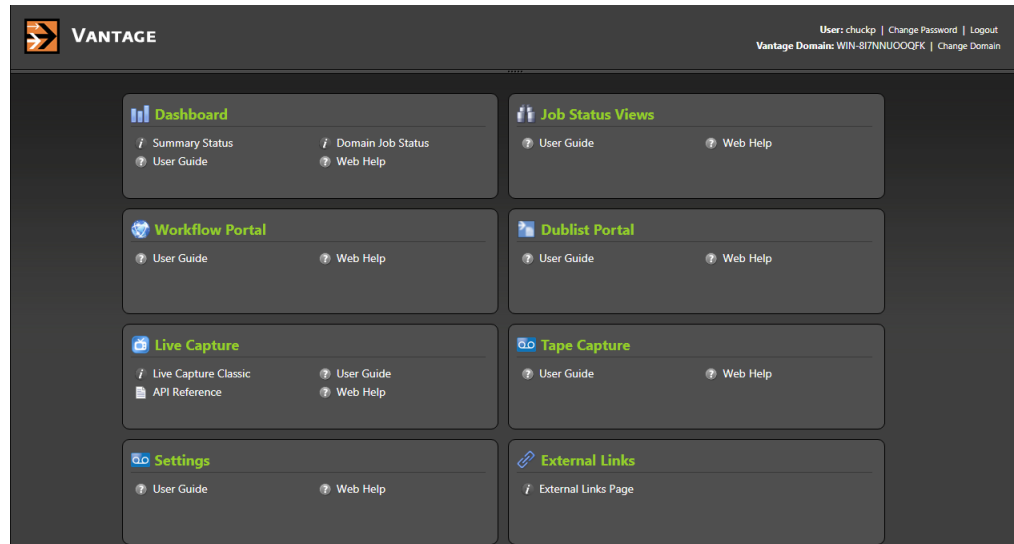 VANTAGE
User: chuckp | Change Password | Logout
Vantage Domain: WIN-8I7NNUOOQFK | Change Domain
Dashboard
Summary Status
Domain Job Status
User Guide
Web Help
Job Status Views
User Guide
Web Help
Workflow Portal
User Guide
Web Help
Dublist Portal
User Guide
Web Help
Live Capture
Live Capture Classic
User Guide
API Reference
Web Help
Tape Capture
User Guide
Web Help
Settings
User Guide
Web Help
External Links
External Links Page